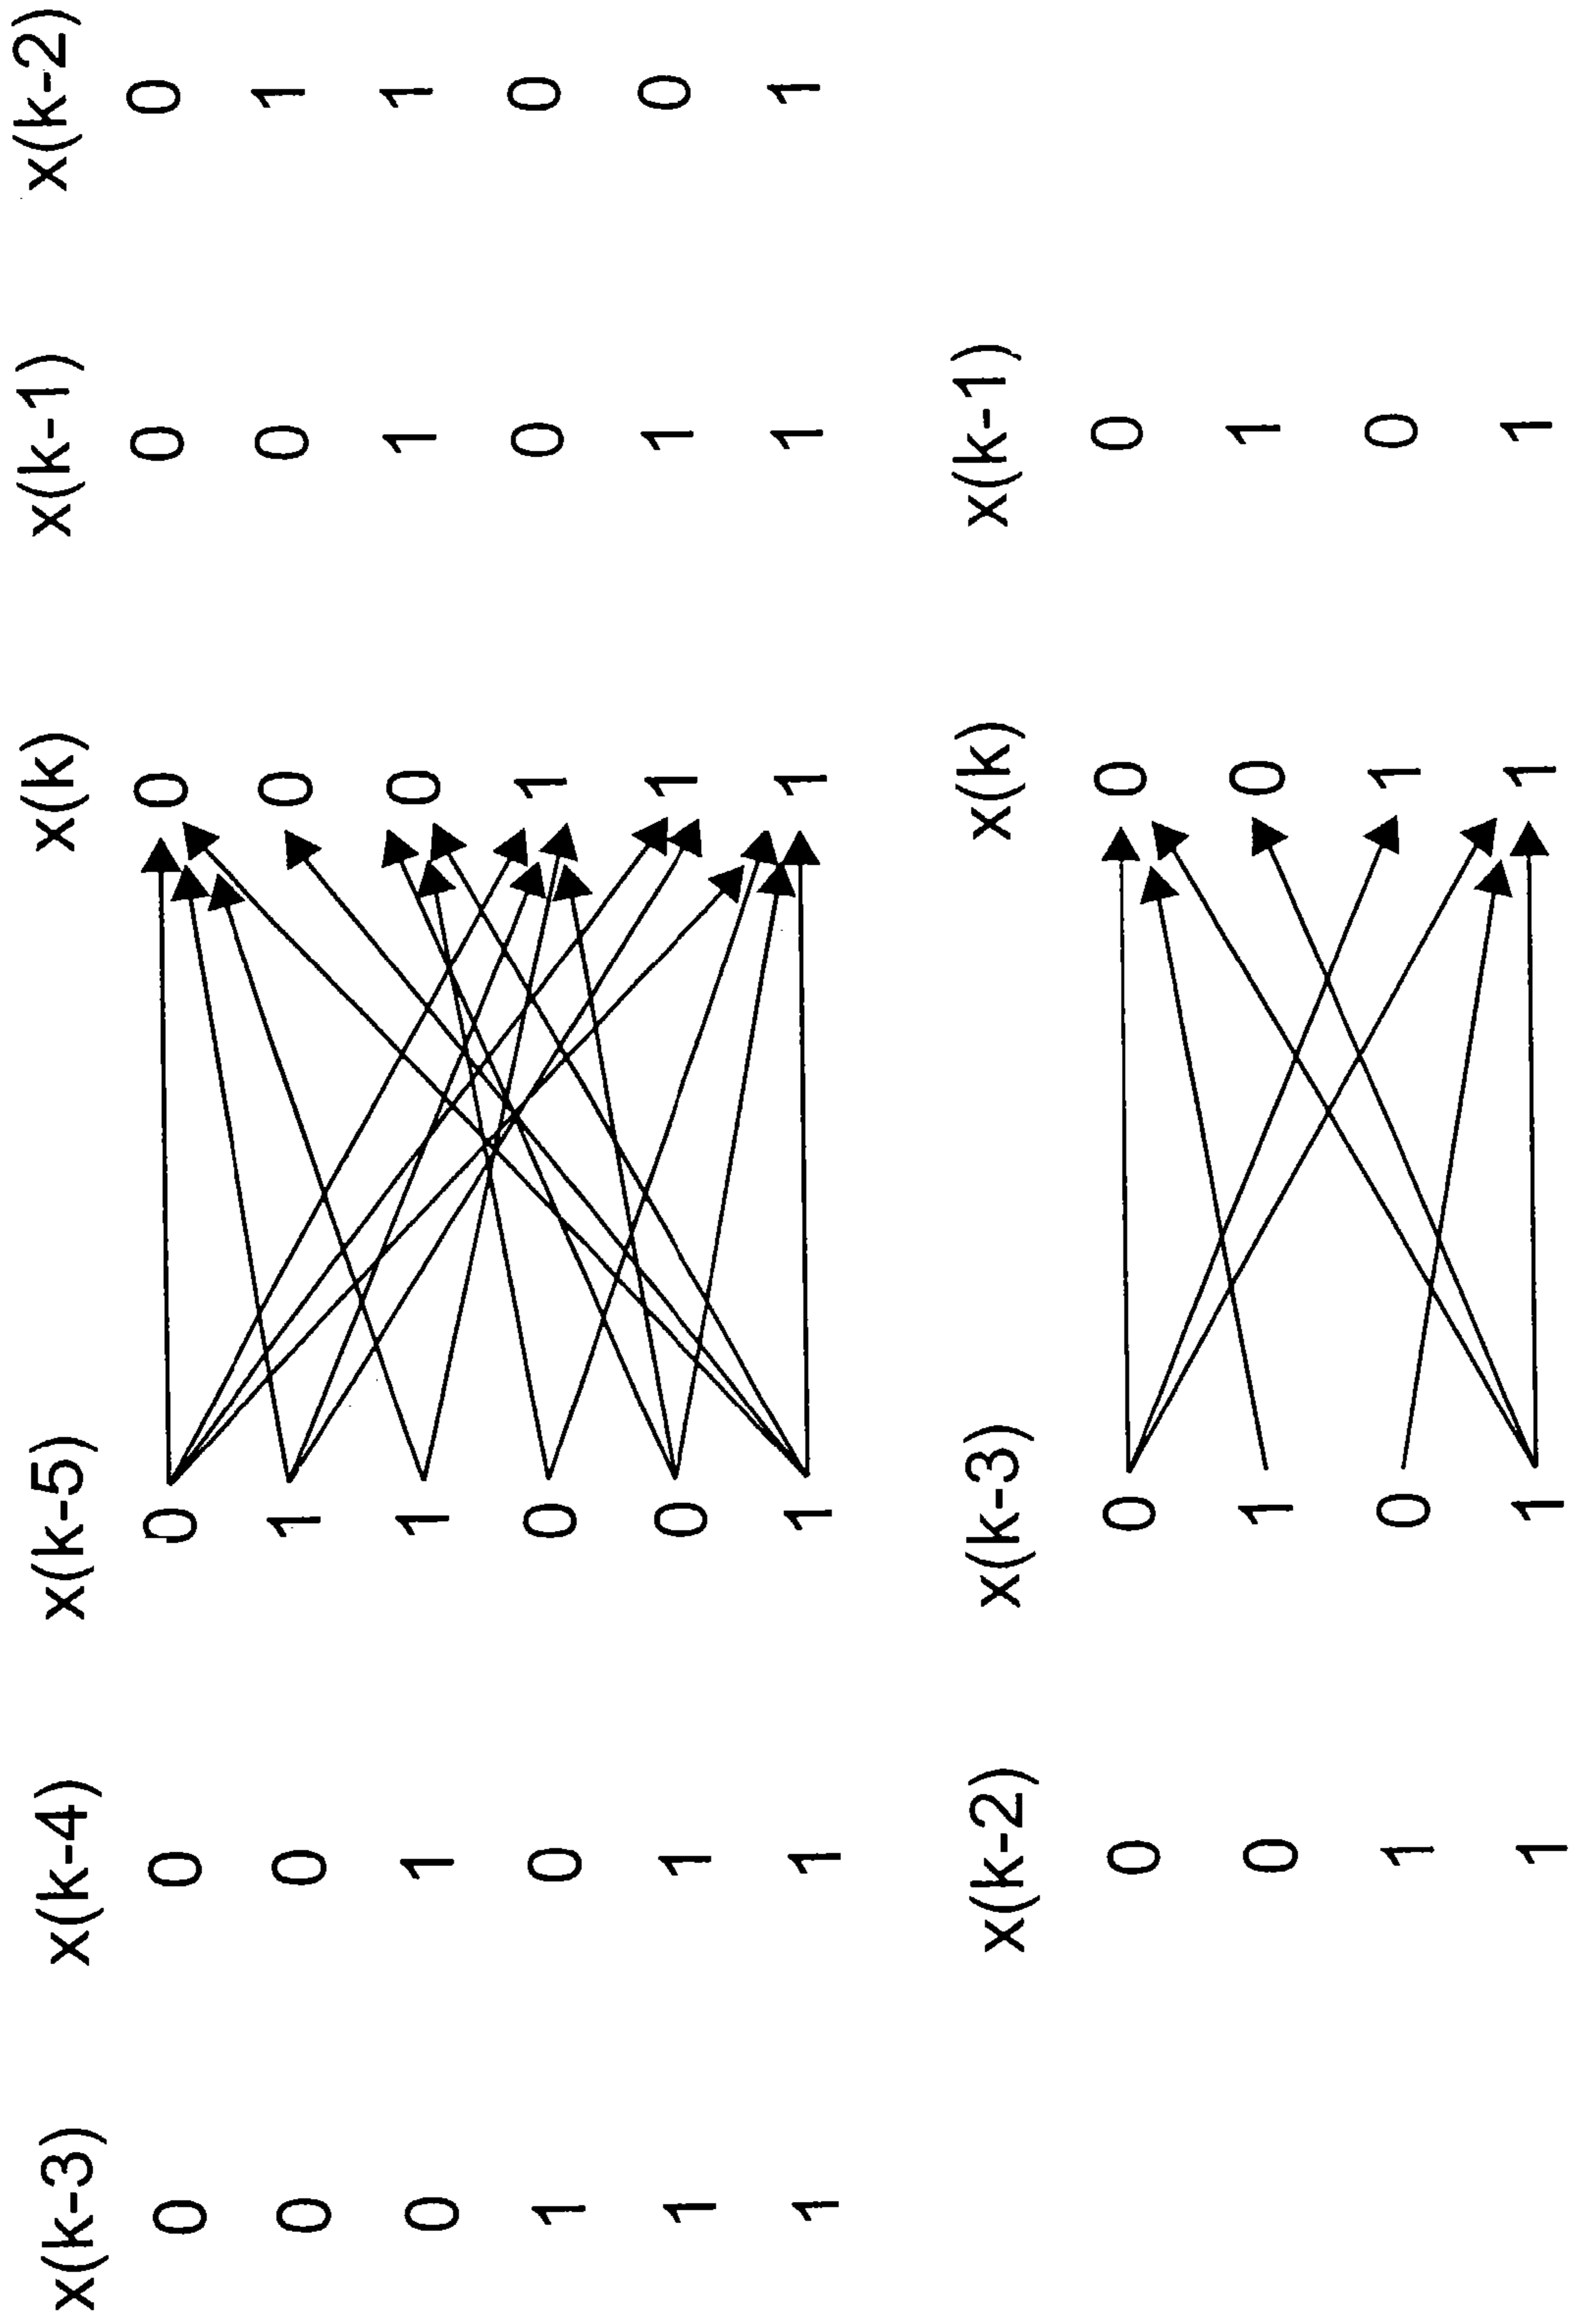 x(k-3) x(k-4) x(k-5) x(k) x(k-1) x(k-2)
0 0 0 0 0 0
0 0 1 0 0 1
0 1 1 0 1 1
1 0 0 1 0 0
1 1 0 1 1 0
1 1 1 1 1 1
x(k-2) x(k-3) x(k) x(k-1)
0 0 0 0
0 1 0 1
1 0 1 0
1 1 1 1